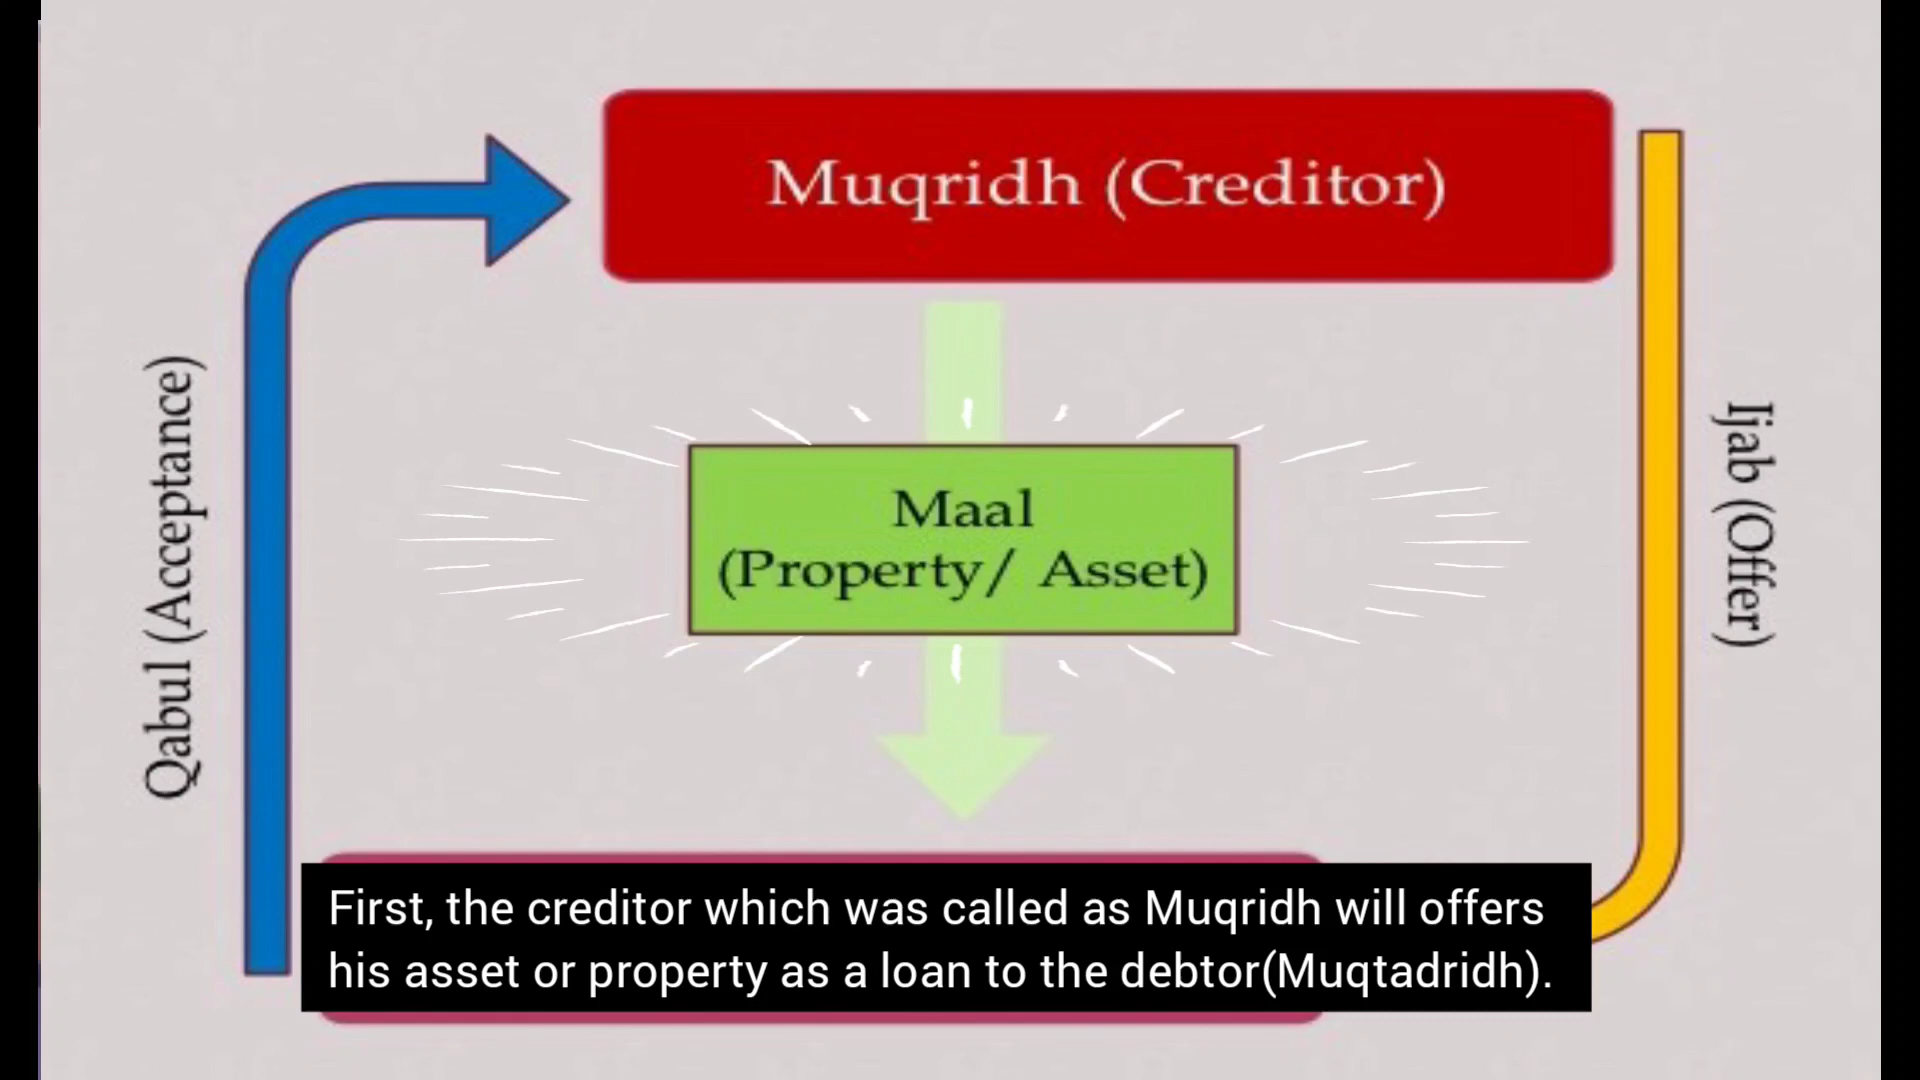 Muqridh (Creditor)
Qabul (Acceptance)
Maal
(Property/ Asset)
Ijab (Offer)
First, the creditor which was called as Muqridh will offers
his asset or property as a loan to the debtor(Muqtadridh).